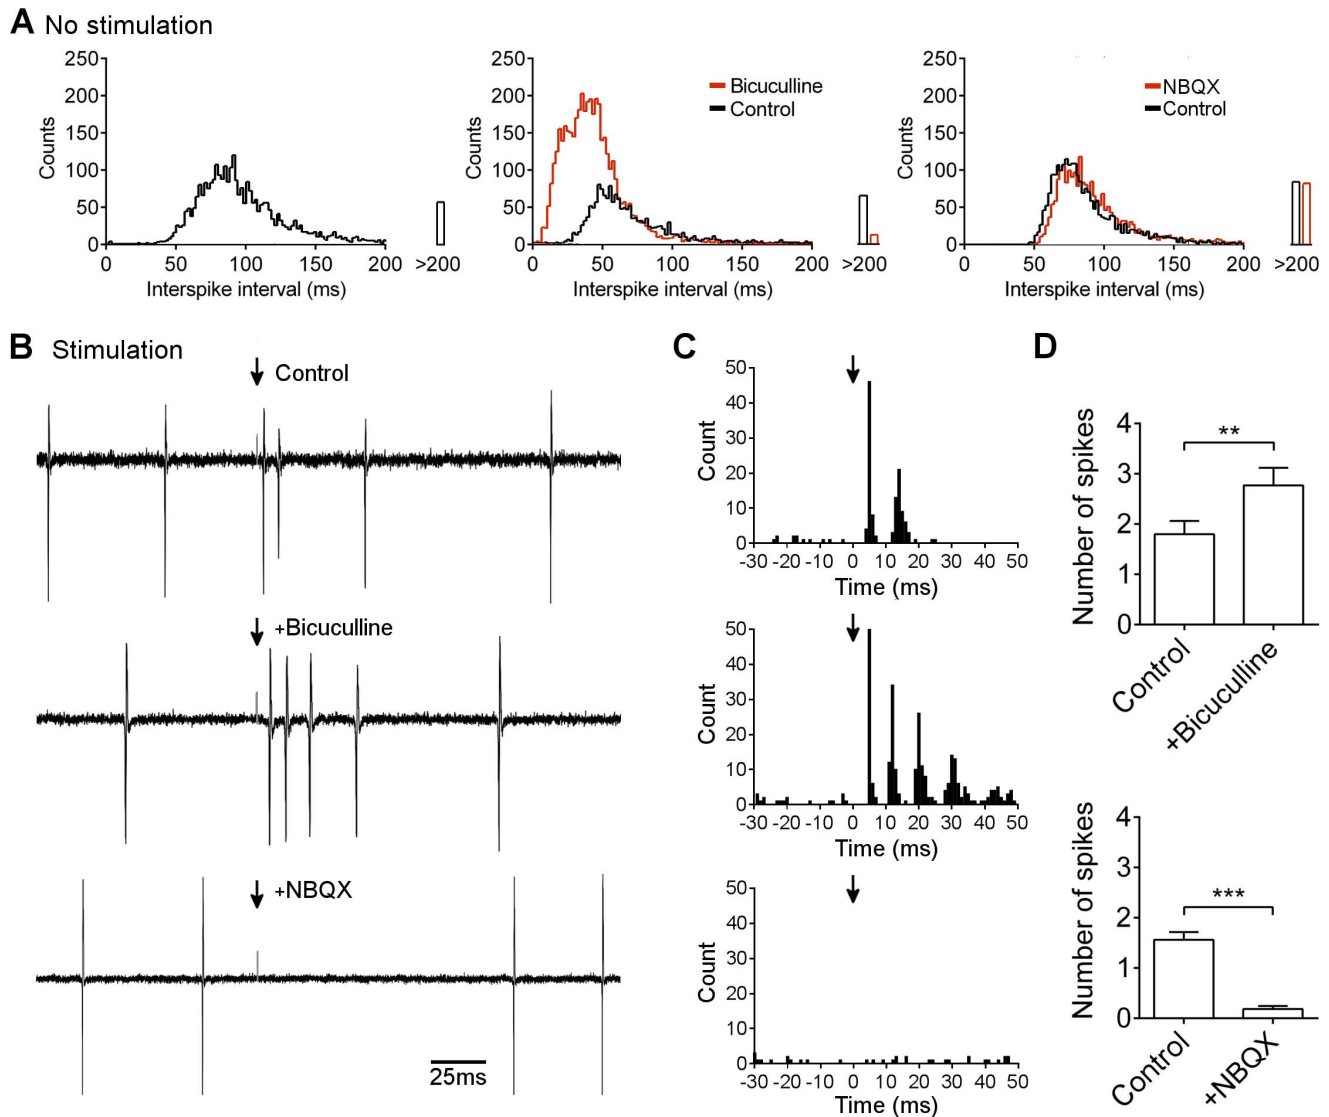 A No stimulation
250
200
150
100
50
0
Counts
0 50 100 150 200 >200
Interspike interval (ms)
250
200
150
100
50
0
Counts
Bicuculline
Control
0 50 100 150 200 >200
Interspike interval (ms)
250
200
150
100
50
0
Counts
NBQX
Control
0 50 100 150 200 >200
Interspike interval (ms)
B Stimulation
Control
+Bicuculline
+NBQX
25ms
C
50
40
30
20
10
0
Count
-30 -20 -10 0 10 20 30 40 50
Time (ms)
50
40
30
20
10
0
Count
-30 -20 -10 0 10 20 30 40 50
Time (ms)
50
40
30
20
10
0
Count
-30 -20 -10 0 10 20 30 40 50
Time (ms)
D
4
3
2
1
0
Number of spikes
**
Control
+Bicuculline
4
3
2
1
0
Number of spikes
***
Control
+NBQX